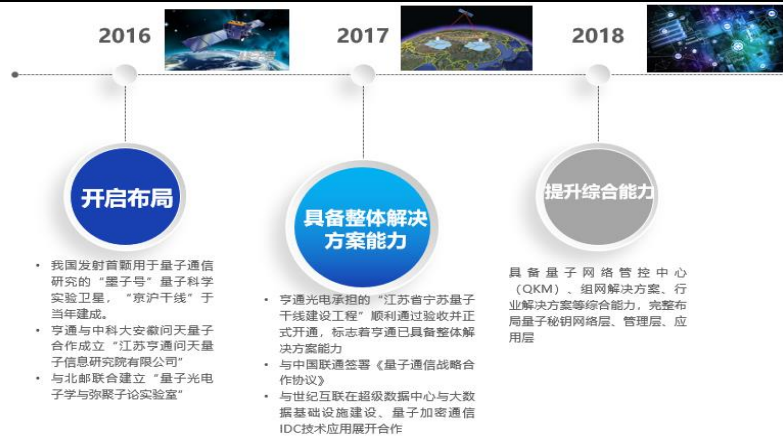 2016
2017
2018
开启布局
具备整体解决
方案能力
提升综合能力
• 我国发射首颗用于量子通信
研究的“墨子号”量子科学
实验卫星，“京沪干线”于
当年建成。
• 亨通与中科大安徽问天量子
合作成立“江苏亨通问天量
子信息研究院有限公司”
• 与北邮联合建立“量子光电
子学与弥聚子论实验室”
• 亨通光电承担的“江苏省宁苏量子
干线建设工程”顺利通过验收并正
式开通，标志着亨通已具备整体解
决方案能力
• 与中国联通签署《量子通信战略合
作协议》
• 与世纪互联在超级数据中心与大数
据基础设施建设、量子加密通信
IDC技术应用展开合作
具备量子网络管控中心
（QKM）、组网解决方案、行
业解决方案等综合能力，完整布
局量子秘钥网络层、管理层、应
用层